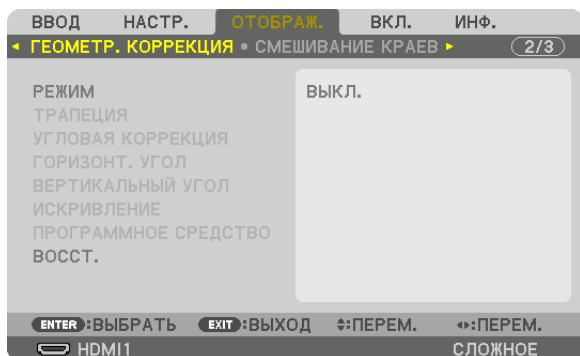 ВВОД НАСТР. ОТОБРАЖ. ВКЛ. ИНФ.
◂ ГЕОМЕТР. КОРРЕКЦИЯ • СМЕШИВАНИЕ КРАЕВ ▸ 2/3
РЕЖИМ ВЫКЛ.
ТРАПЕЦИЯ
УГЛОВАЯ КОРРЕКЦИЯ
ГОРИЗОНТ. УГОЛ
ВЕРТИКАЛЬНЫЙ УГОЛ
ИСКРИВЛЕНИЕ
ПРОГРАММНОЕ СРЕДСТВО
ВОССТ.
ENTER :ВЫБРАТЬ EXIT :ВЫХОД :ПЕРЕМ. :ПЕРЕМ.
HDMI1 СЛОЖНОЕ